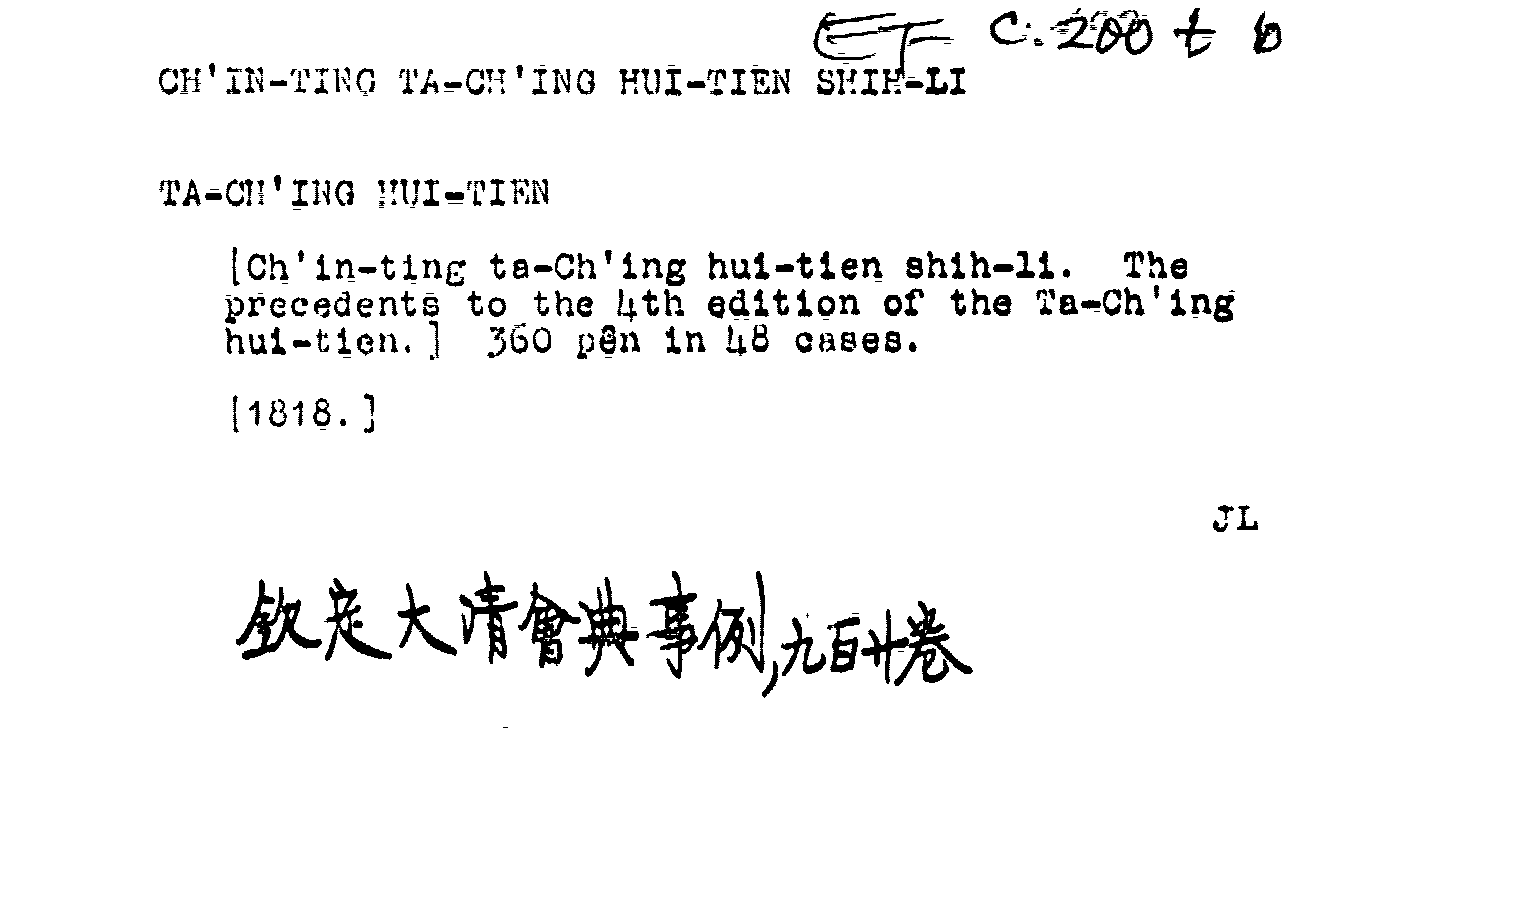 C. 200 t b
CH'IN-TING TA-CH'ING HUI-TIEN SHIH-LI
TA-CH'ING HUI-TIEN
[Ch'in-ting ta-Ch'ing hui-tien shih-li. The
precedents to the 4th edition of the Ta-Ch'ing
hui-tien.] 360 pên in 48 cases.
[1818.]
JL
欽定大清會典事例,九百廿卷